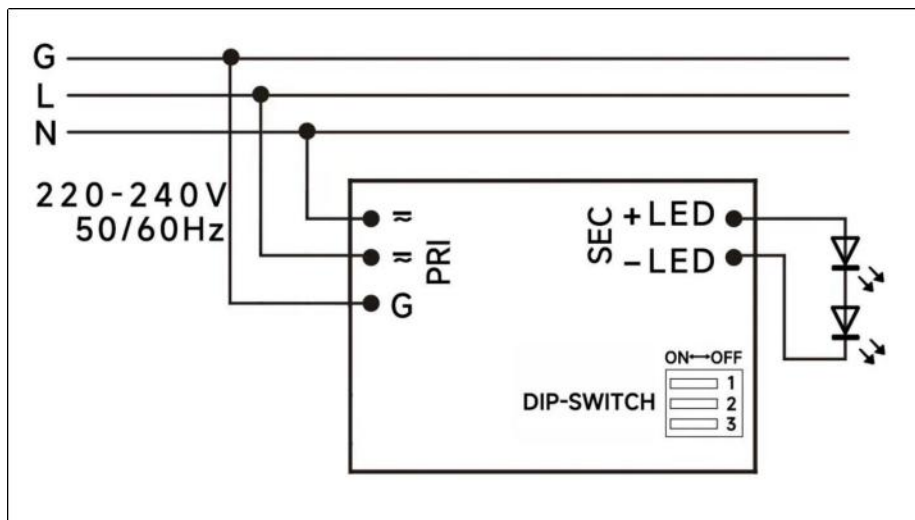 G
L
N
220-240V
50/60Hz
≂
≂
G
PRI
SEC
+LED
-LED
ON↔OFF
DIP-SWITCH
1
2
3